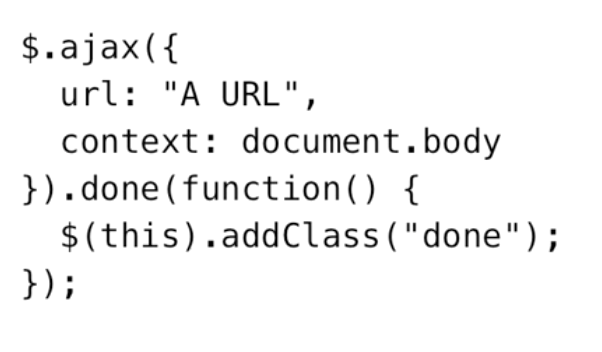 $.ajax({
  url: "A URL",
  context: document.body
}).done(function() {
  $(this).addClass("done");
});